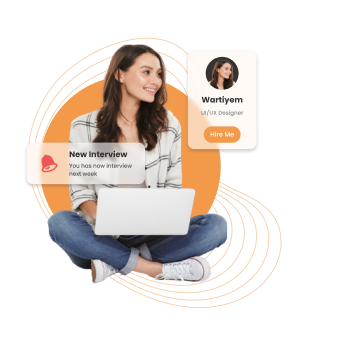 Wartiyem
UI/UX Designer
Hire Me
New Interview
You has now interview
next week